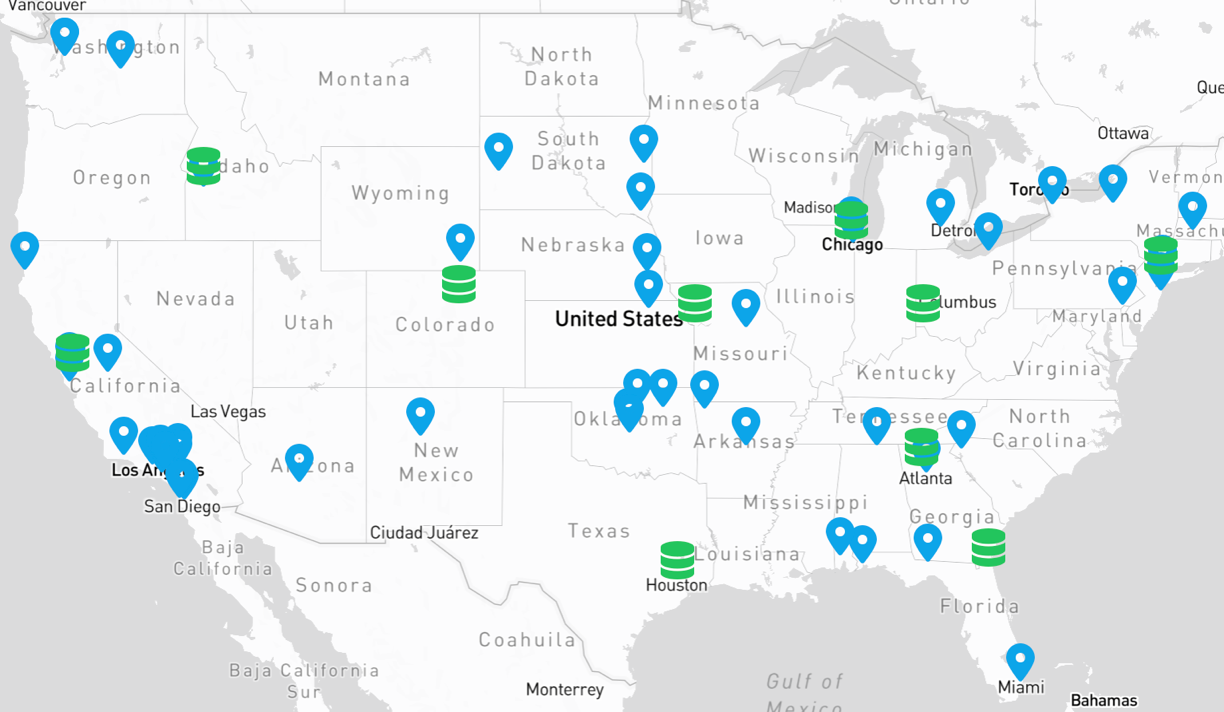 Vancouver
Ontario
Washington
North
Dakota
Montana
Minnesota
Que
Ottawa
South
Dakota
Wisconsin
Michigan
Idaho
Oregon
Vermon
Wyoming
Toronto
Madison
Massachu
Detroit
Nebraska
Iowa
Chicago
Pennsylvania
Nevada
Illinois
Columbus
Utah
Colorado
United States
Maryland
Missouri
California
Kentucky
Virginia
Las Vegas
Oklahoma
Tennessee
North
Carolina
Arkansas
New
Mexico
Arizona
Los Angeles
Atlanta
San Diego
Mississippi
Georgia
Ciudad Juárez
Texas
Baja
California
Louisiana
Sonora
Houston
Florida
Coahuila
Baja California
Sur
Monterrey
Gulf of
Mexico
Miami
Bahamas